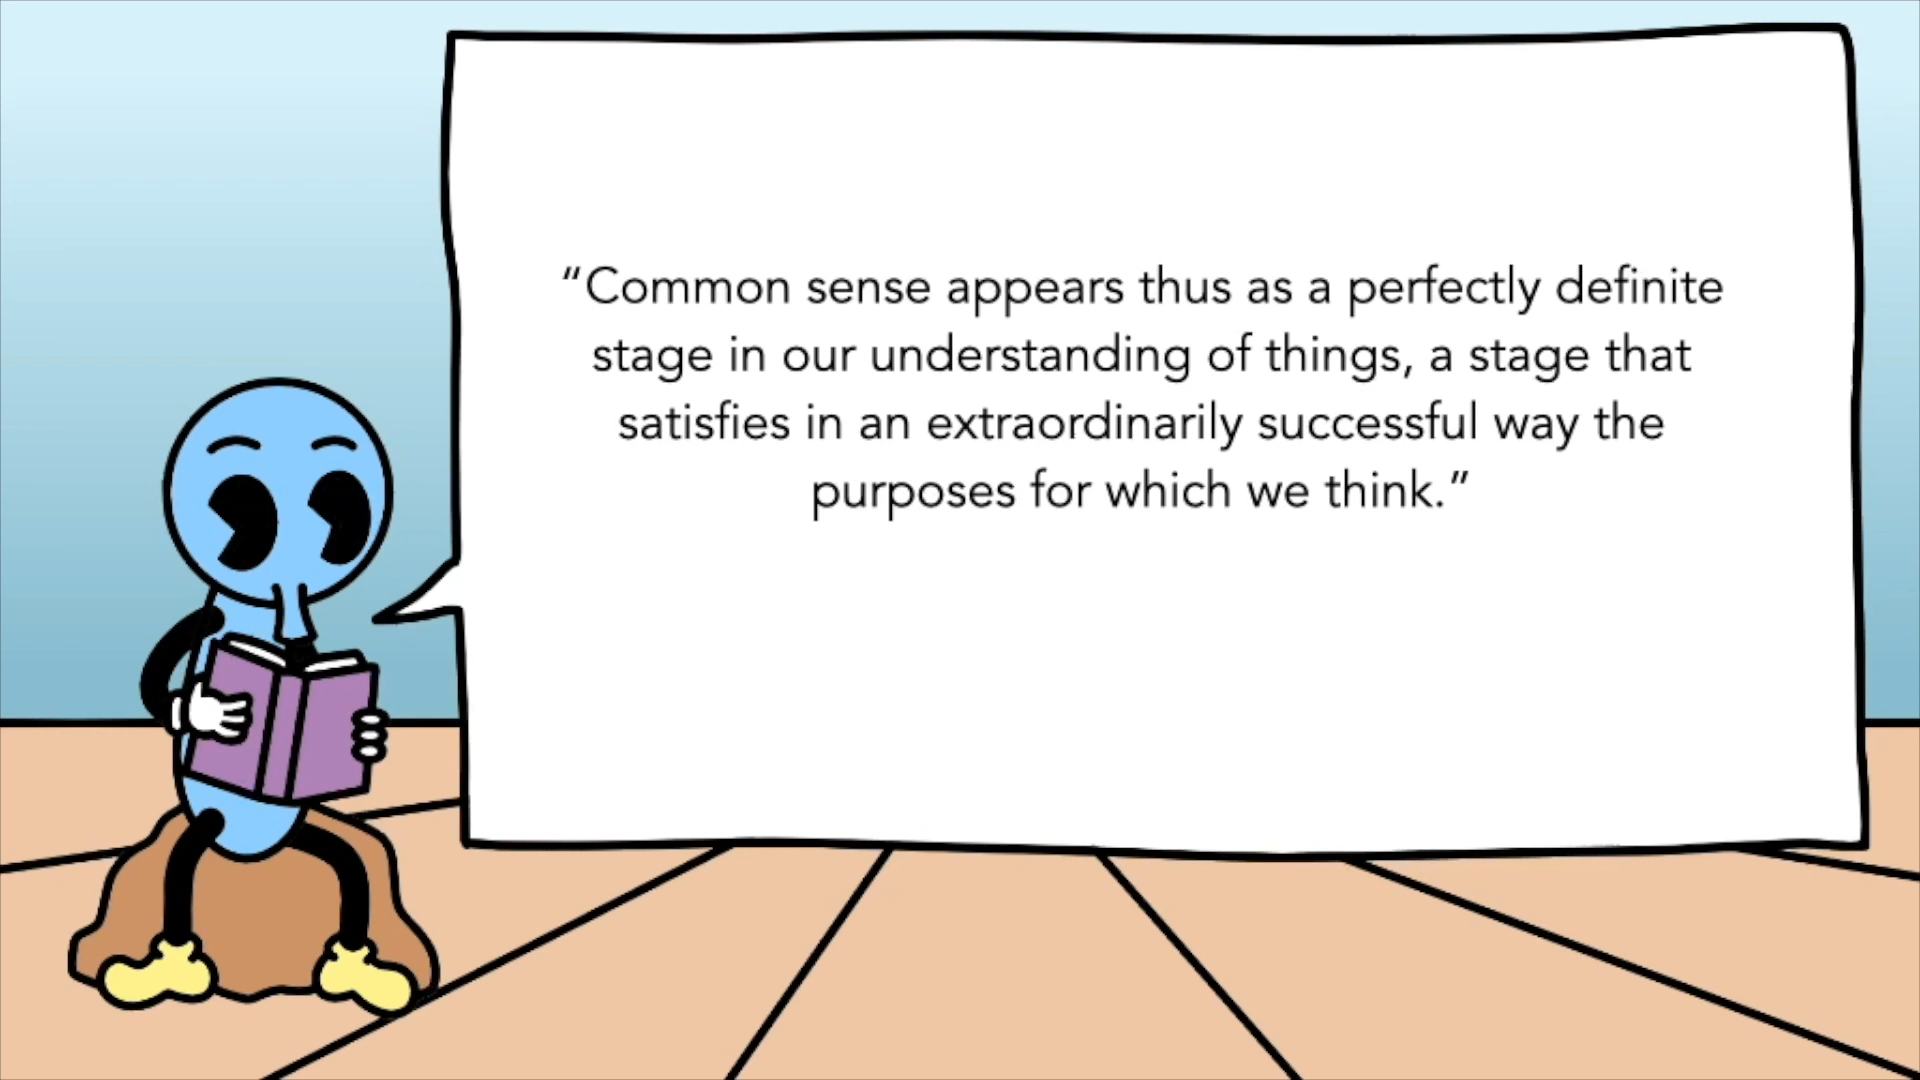 “Common sense appears thus as a perfectly definite
stage in our understanding of things, a stage that
satisfies in an extraordinarily successful way the
purposes for which we think.”